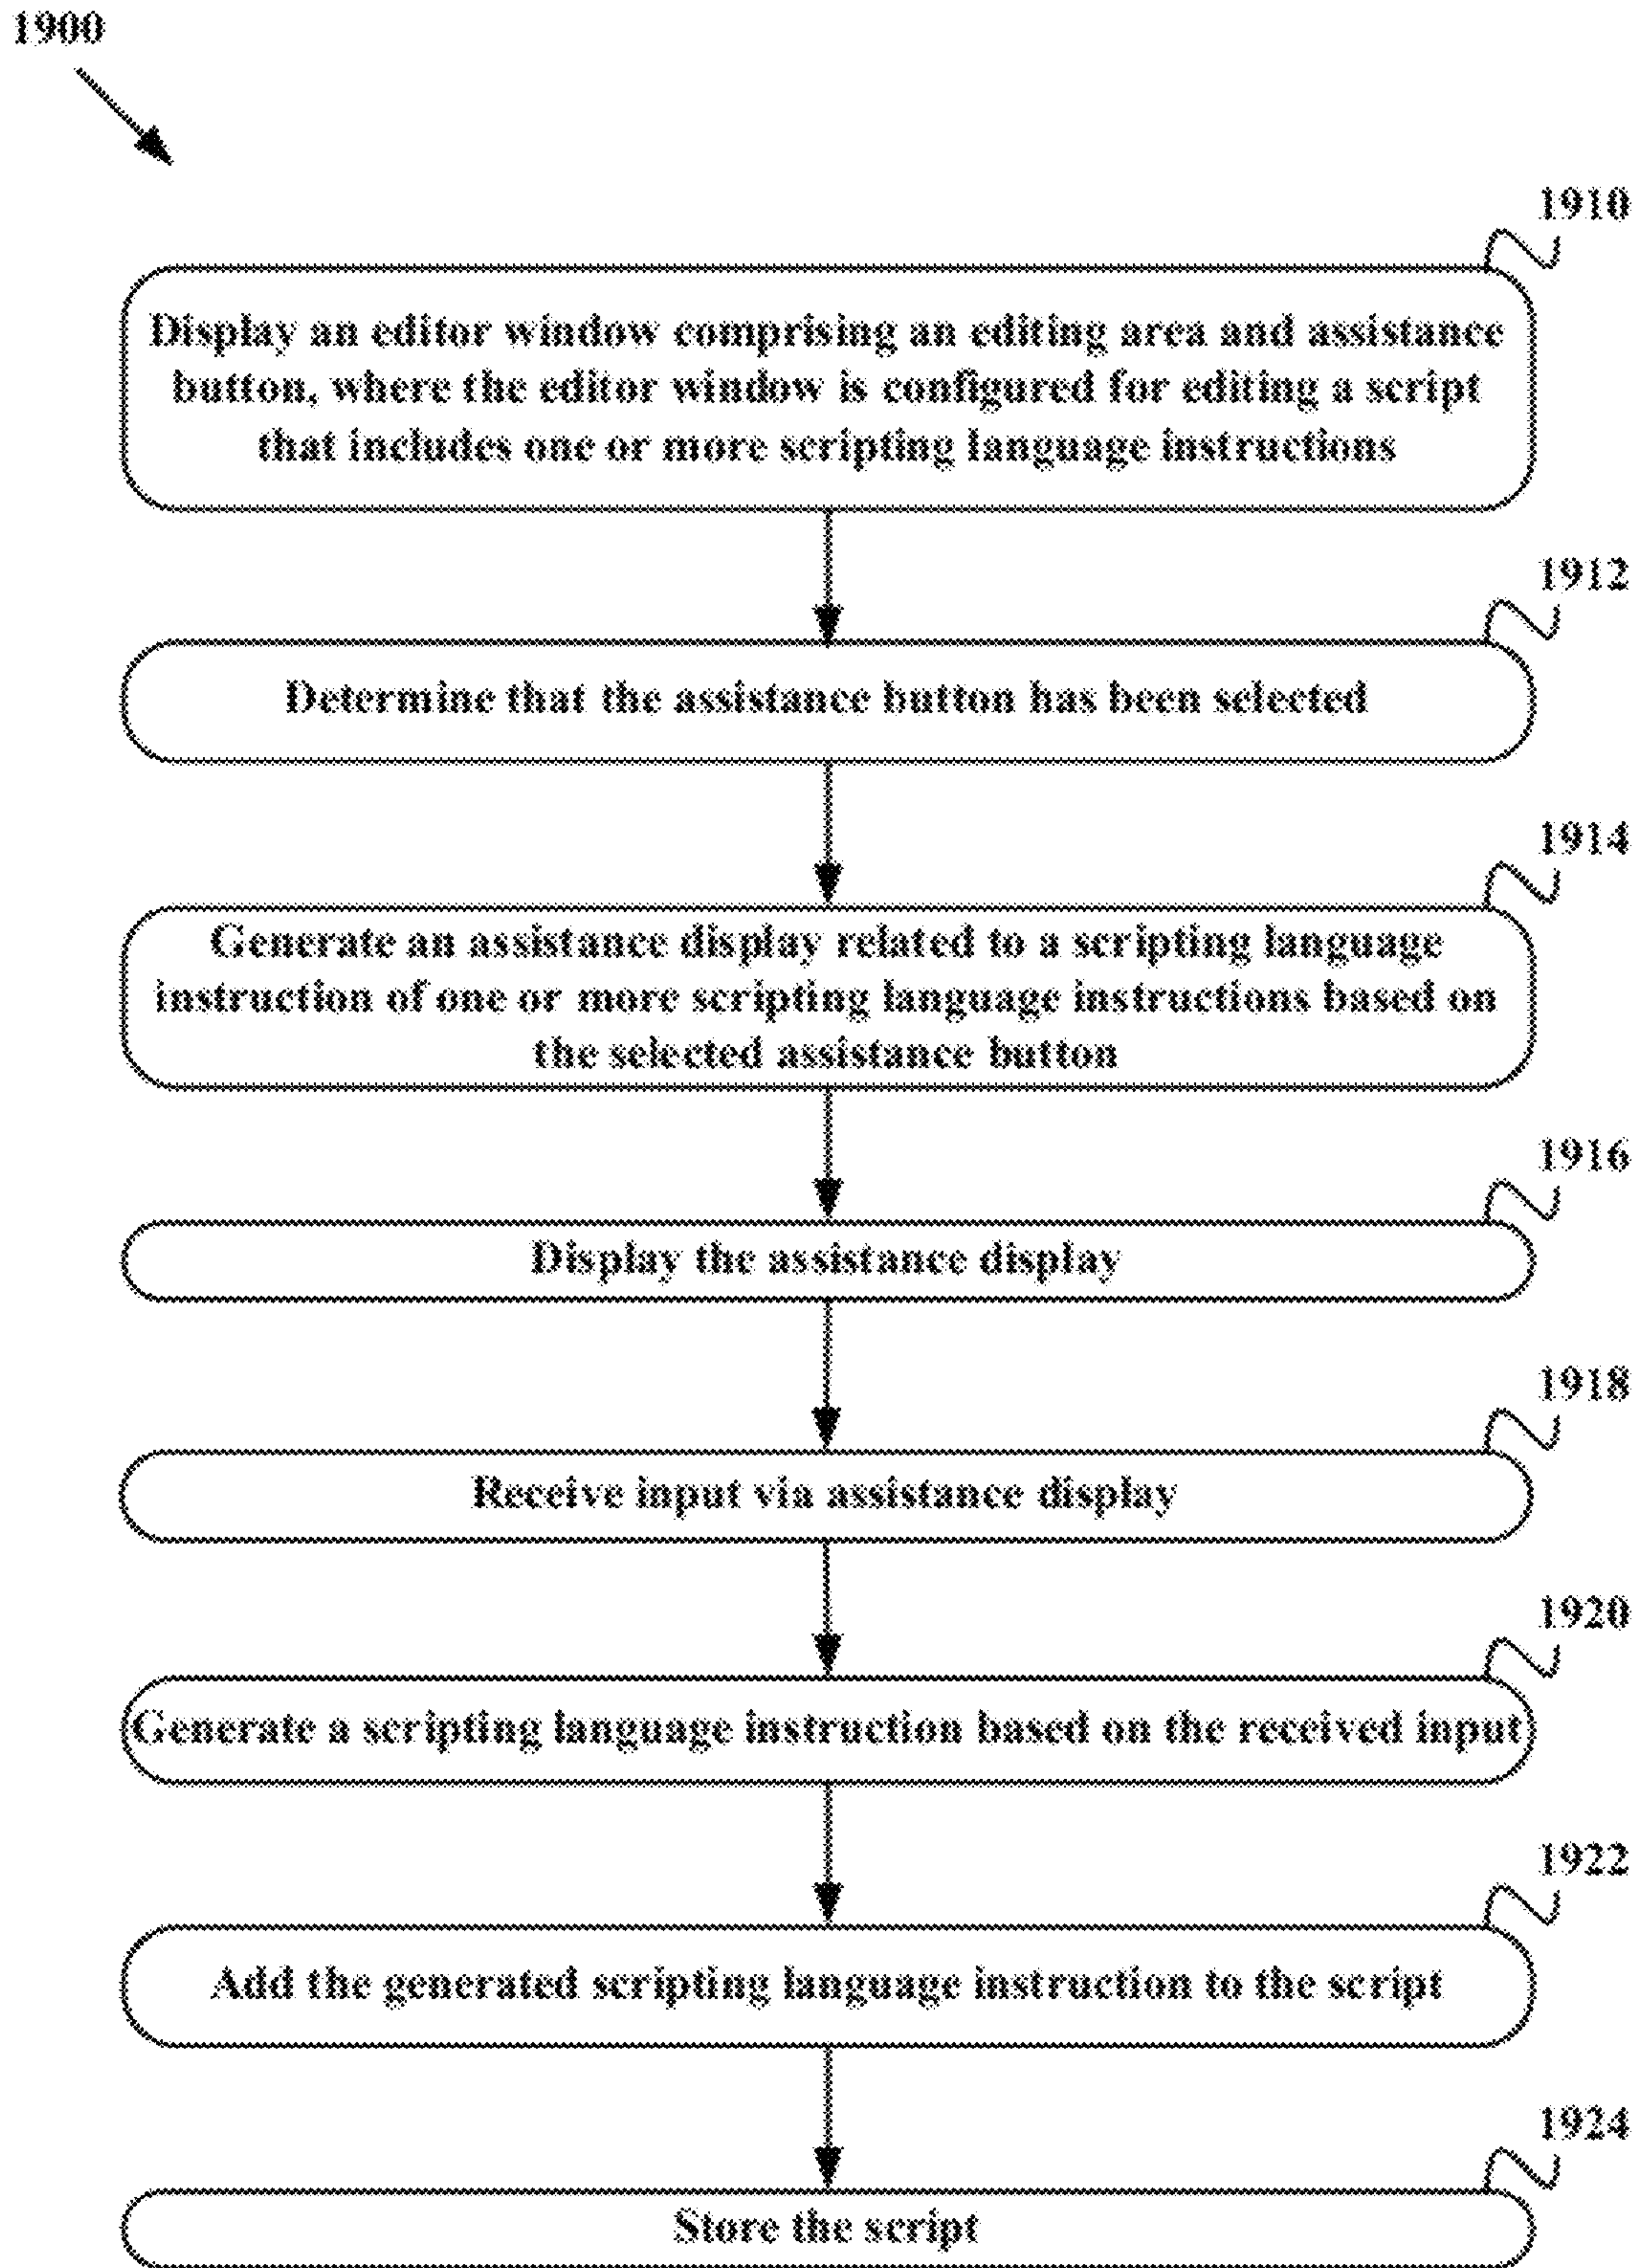 1900
1910
Display an editor window comprising an editing area and assistance
button, where the editor window is configured for editing a script
that includes one or more scripting language instructions
1912
Determine that the assistance button has been selected
1914
Generate an assistance display related to a scripting language
instruction of one or more scripting language instructions based on
the selected assistance button
1916
Display the assistance display
1918
Receive input via assistance display
1920
Generate a scripting language instruction based on the received input
1922
Add the generated scripting language instruction to the script
1924
Store the script